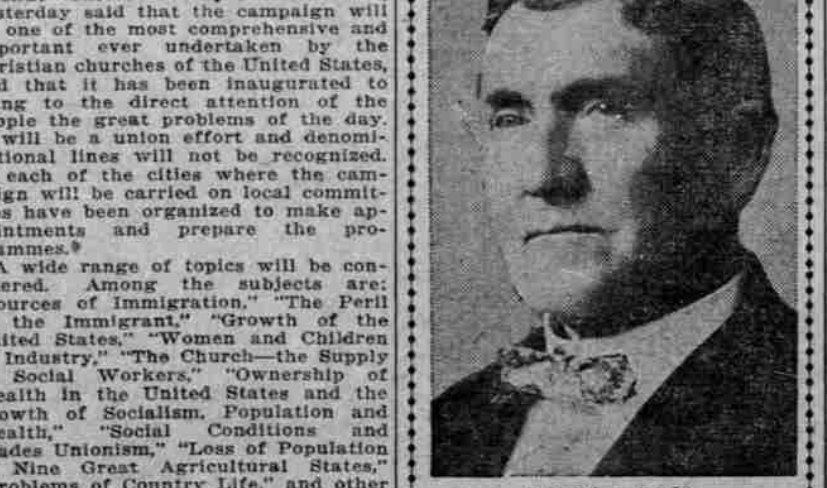 sterday said that the campaign will
one of the most comprehensive and
portant ever undertaken by the
ristian churches of the United States,
d that it has been inaugurated to
ng to the direct attention of the
ople the great problems of the day.
will be a union effort and denomi-
tional lines will not be recognized.
each of the cities where the cam-
ign will be carried on local commit-
es have been organized to make ap-
intments and prepare the pro-
ammes.
A wide range of topics will be con-
ered. Among the subjects are:
ources of Immigration," "The Peril
the Immigrant," "Growth of the
ited States," "Women and Children
Industry," "The Church—the Supply
Social Workers," "Ownership of
ealth in the United States and the
owth of Socialism, Population and
ealth," "Social Conditions and
ades Unionism," "Loss of Population
Nine Great Agricultural States,"
roblems of Country Life," and other